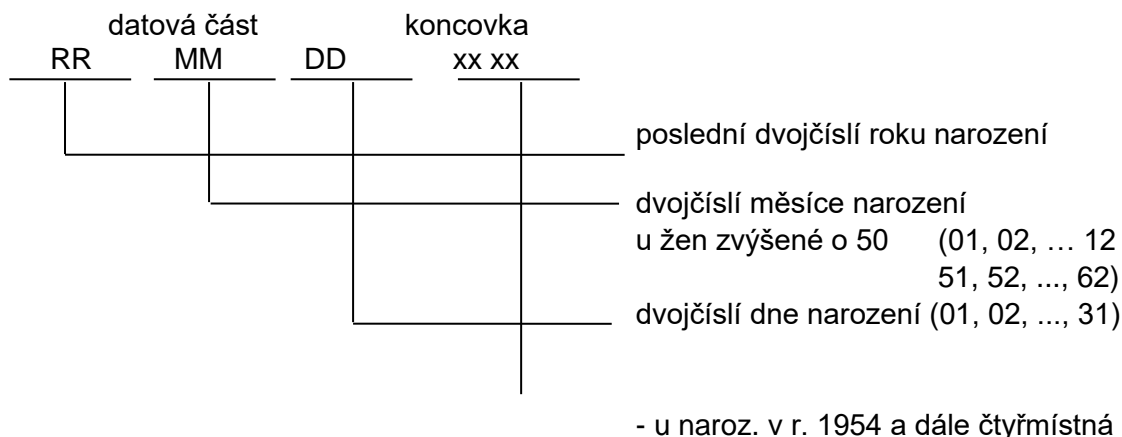 datová část koncovka
RR MM DD xx xx
poslední dvojčíslí roku narození
dvojčíslí měsíce narození
u žen zvýšené o 50 (01, 02, … 12
51, 52, ..., 62)
dvojčíslí dne narození (01, 02, ..., 31)
- u naroz. v r. 1954 a dále čtyřmístná